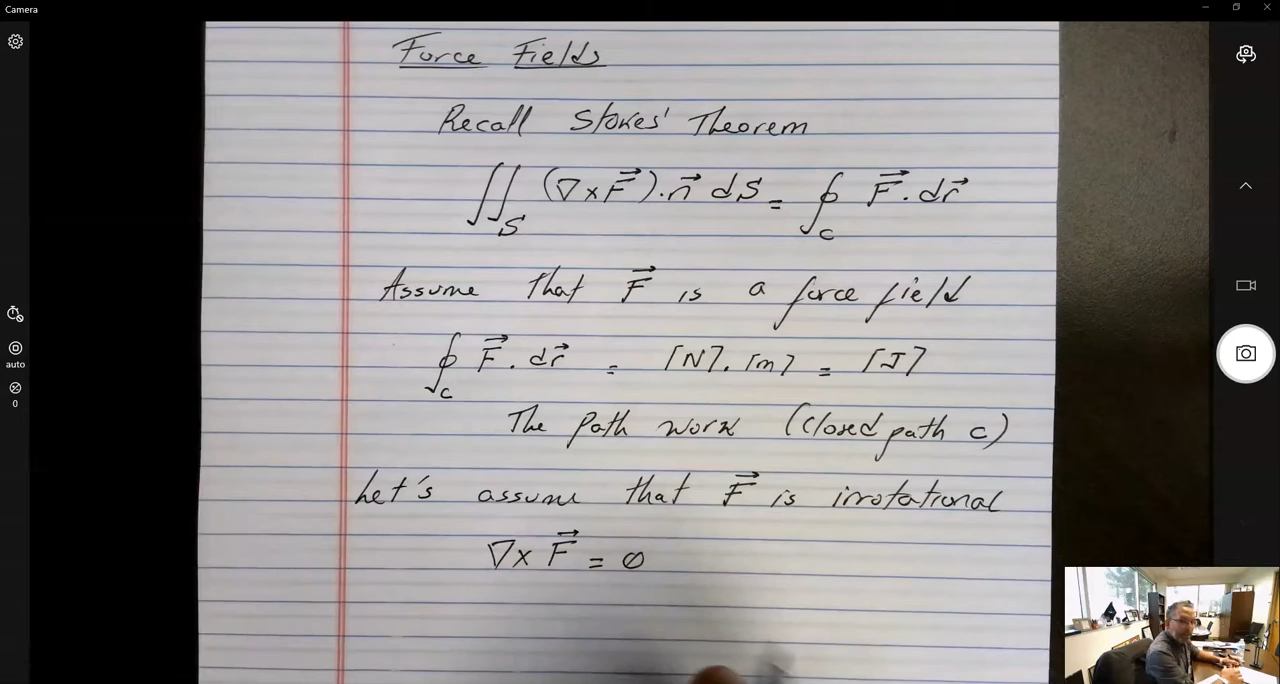 Camera
Force Fields
Recall Stokes' Theorem
∬_S (∇×F⃗).n⃗ dS = ∮_C F⃗.dr⃗
Assume that F⃗ is a force field
∮_C F⃗.dr⃗ = [N].[m] = [J]
The Path work (closed path C)
Let's assume that F⃗ is irrotational
∇× F⃗ = 0
auto
0